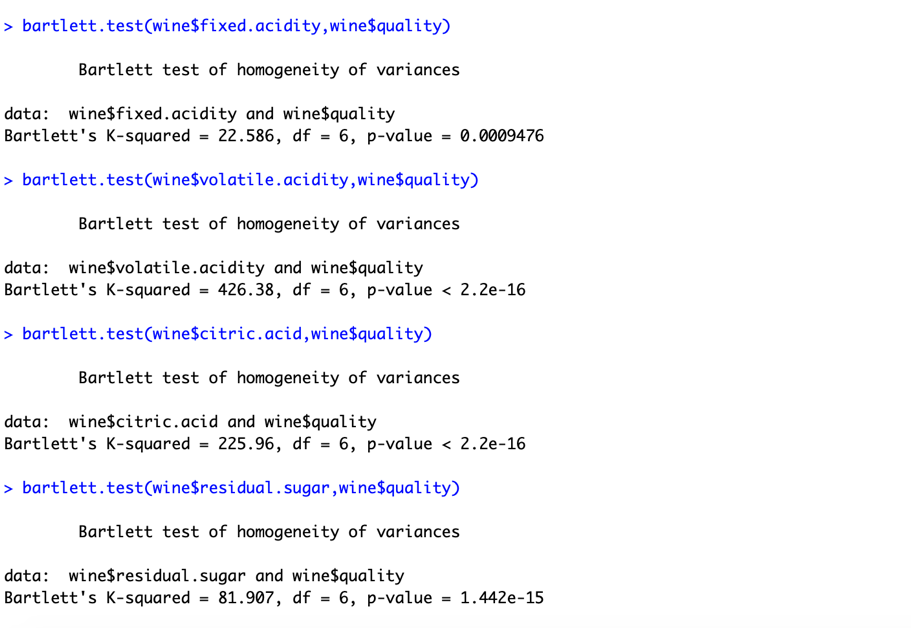 > bartlett.test(wine$fixed.acidity,wine$quality)
Bartlett test of homogeneity of variances
data:  wine$fixed.acidity and wine$quality
Bartlett's K-squared = 22.586, df = 6, p-value = 0.0009476
> bartlett.test(wine$volatile.acidity,wine$quality)
Bartlett test of homogeneity of variances
data:  wine$volatile.acidity and wine$quality
Bartlett's K-squared = 426.38, df = 6, p-value < 2.2e-16
> bartlett.test(wine$citric.acid,wine$quality)
Bartlett test of homogeneity of variances
data:  wine$citric.acid and wine$quality
Bartlett's K-squared = 225.96, df = 6, p-value < 2.2e-16
> bartlett.test(wine$residual.sugar,wine$quality)
Bartlett test of homogeneity of variances
data:  wine$residual.sugar and wine$quality
Bartlett's K-squared = 81.907, df = 6, p-value = 1.442e-15